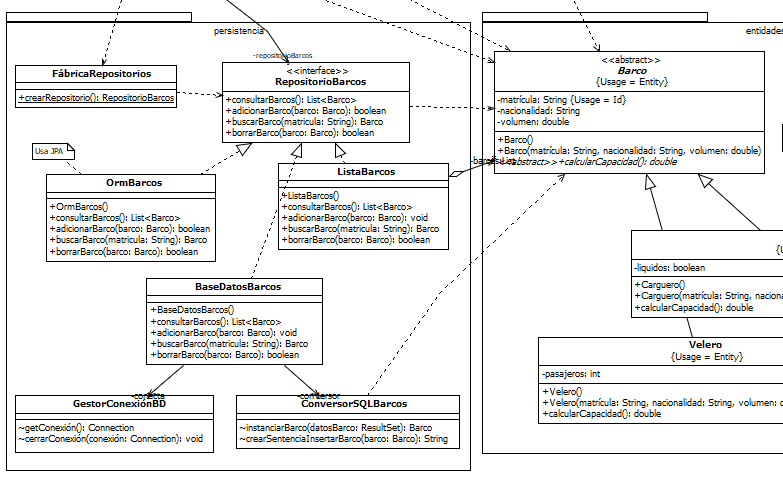 persistencia
entidades
-repositorioBarcos
FábricaRepositorios
+crearRepositorio(): RepositorioBarcos
<<interface>>
RepositorioBarcos
+consultarBarcos(): List<Barco>
+adicionarBarco(barco: Barco): boolean
+buscarBarco(matricula: String): Barco
+borrarBarco(barco: Barco): boolean
<<abstract>>
Barco
{Usage = Entity}
-matrícula: String {Usage = Id}
-nacionalidad: String
-volumen: double
+Barco()
+Barco(matrícula: String, nacionalidad: String, volumen: double)
<<abstract>>+calcularCapacidad(): double
Usa JPA
OrmBarcos
+OrmBarcos()
+consultarBarcos(): List<Barco>
+adicionarBarco(barco: Barco): boolean
+buscarBarco(matricula: String): Barco
+borrarBarco(barco: Barco): boolean
ListaBarcos
+ListaBarcos()
+consultarBarcos(): List<Barco>
+adicionarBarco(barco: Barco): void
+buscarBarco(matricula: String): Barco
+borrarBarco(barco: Barco): boolean
BaseDatosBarcos
+BaseDatosBarcos()
+consultarBarcos(): List<Barco>
+adicionarBarco(barco: Barco): void
+buscarBarco(matricula: String): Barco
+borrarBarco(barco: Barco): boolean
{U
-liquidos: boolean
+Carguero()
+Carguero(matrícula: String, naciona
+calcularCapacidad(): double
Velero
{Usage = Entity}
-pasajeros: int
+Velero()
+Velero(matrícula: String, nacionalidad: String, volumen: d
+calcularCapacidad(): double
-conecta
GestorConexiónBD
~getConexión(): Connection
~cerrarConexión(conexión: Connection): void
-conversor
ConversorSQLBarcos
~instanciarBarco(datosBarco: ResultSet): Barco
~crearSentenciaInsertarBarco(barco: Barco): String